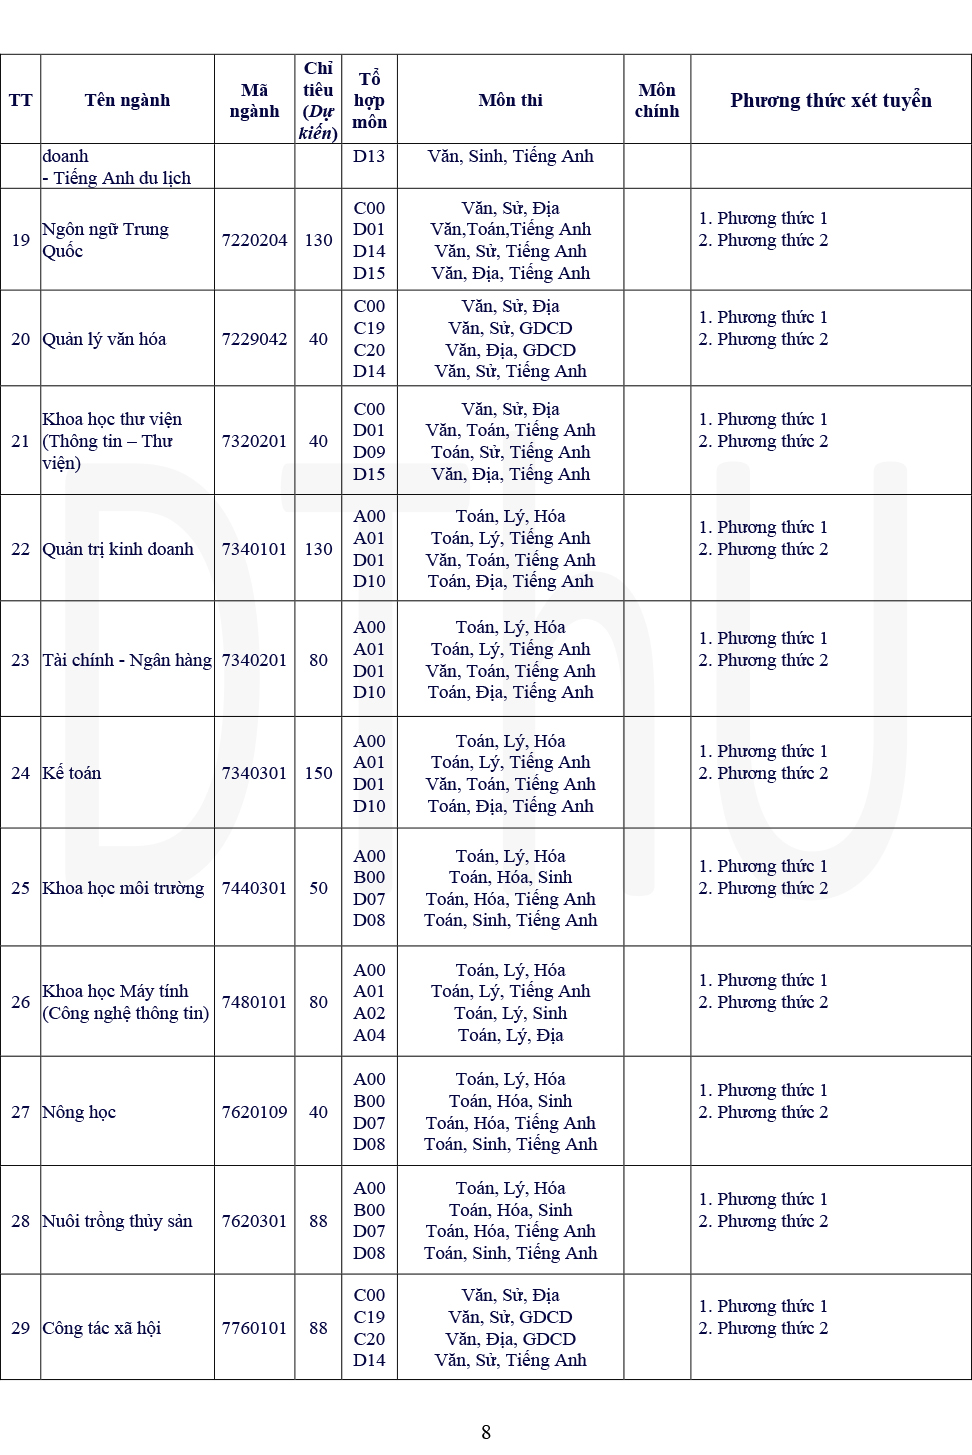 TT Tên ngành Mã ngành Chỉ tiêu (Dự kiến) Tổ hợp môn Môn thi Môn chính Phương thức xét tuyển
doanh D13 Văn, Sinh, Tiếng Anh
- Tiếng Anh du lịch
19 Ngôn ngữ Trung Quốc 7220204 130
C00 Văn, Sử, Địa
D01 Văn,Toán,Tiếng Anh
D14 Văn, Sử, Tiếng Anh
D15 Văn, Địa, Tiếng Anh
1. Phương thức 1
2. Phương thức 2
20 Quản lý văn hóa 7229042 40
C00 Văn, Sử, Địa
C19 Văn, Sử, GDCD
C20 Văn, Địa, GDCD
D14 Văn, Sử, Tiếng Anh
1. Phương thức 1
2. Phương thức 2
21 Khoa học thư viện (Thông tin – Thư viện) 7320201 40
C00 Văn, Sử, Địa
D01 Văn, Toán, Tiếng Anh
D09 Toán, Sử, Tiếng Anh
D15 Văn, Địa, Tiếng Anh
1. Phương thức 1
2. Phương thức 2
22 Quản trị kinh doanh 7340101 130
A00 Toán, Lý, Hóa
A01 Toán, Lý, Tiếng Anh
D01 Văn, Toán, Tiếng Anh
D10 Toán, Địa, Tiếng Anh
1. Phương thức 1
2. Phương thức 2
23 Tài chính - Ngân hàng 7340201 80
A00 Toán, Lý, Hóa
A01 Toán, Lý, Tiếng Anh
D01 Văn, Toán, Tiếng Anh
D10 Toán, Địa, Tiếng Anh
1. Phương thức 1
2. Phương thức 2
24 Kế toán 7340301 150
A00 Toán, Lý, Hóa
A01 Toán, Lý, Tiếng Anh
D01 Văn, Toán, Tiếng Anh
D10 Toán, Địa, Tiếng Anh
1. Phương thức 1
2. Phương thức 2
25 Khoa học môi trường 7440301 50
A00 Toán, Lý, Hóa
B00 Toán, Hóa, Sinh
D07 Toán, Hóa, Tiếng Anh
D08 Toán, Sinh, Tiếng Anh
1. Phương thức 1
2. Phương thức 2
26 Khoa học Máy tính (Công nghệ thông tin) 7480101 80
A00 Toán, Lý, Hóa
A01 Toán, Lý, Tiếng Anh
A02 Toán, Lý, Sinh
A04 Toán, Lý, Địa
1. Phương thức 1
2. Phương thức 2
27 Nông học 7620109 40
A00 Toán, Lý, Hóa
B00 Toán, Hóa, Sinh
D07 Toán, Hóa, Tiếng Anh
D08 Toán, Sinh, Tiếng Anh
1. Phương thức 1
2. Phương thức 2
28 Nuôi trồng thủy sản 7620301 88
A00 Toán, Lý, Hóa
B00 Toán, Hóa, Sinh
D07 Toán, Hóa, Tiếng Anh
D08 Toán, Sinh, Tiếng Anh
1. Phương thức 1
2. Phương thức 2
29 Công tác xã hội 7760101 88
C00 Văn, Sử, Địa
C19 Văn, Sử, GDCD
C20 Văn, Địa, GDCD
D14 Văn, Sử, Tiếng Anh
1. Phương thức 1
2. Phương thức 2
DThU
8